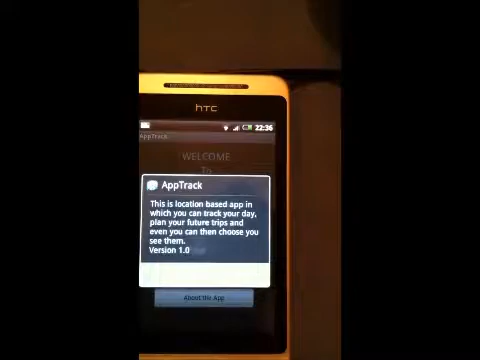 hTC
22:36
AppTrack
WELCOME
To
AppTrack
This is location based app in
which you can track your day,
plan your future trips and
even you can then choose you
see them.
Version 1.0
About the App